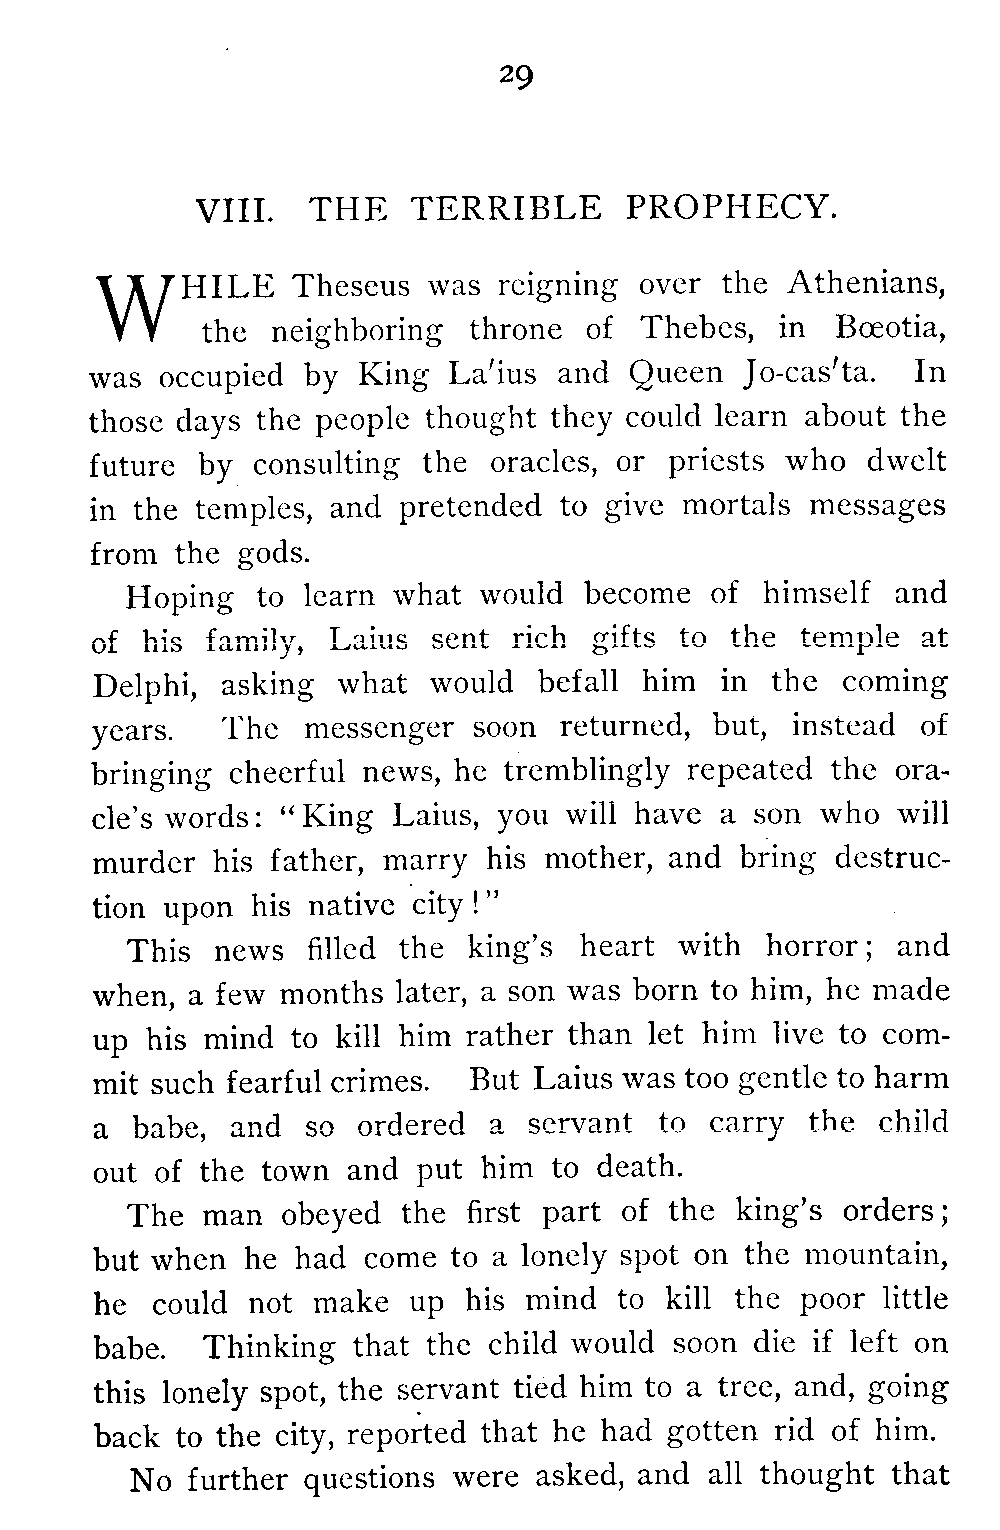 29
VIII. THE TERRIBLE PROPHECY.
WHILE Theseus was reigning over the Athenians,
the neighboring throne of Thebes, in Bœotia,
was occupied by King La′ius and Queen Jo-cas′ta. In
those days the people thought they could learn about the
future by consulting the oracles, or priests who dwelt
in the temples, and pretended to give mortals messages
from the gods.
Hoping to learn what would become of himself and
of his family, Laius sent rich gifts to the temple at
Delphi, asking what would befall him in the coming
years. The messenger soon returned, but, instead of
bringing cheerful news, he tremblingly repeated the ora-
cle's words: "King Laius, you will have a son who will
murder his father, marry his mother, and bring destruc-
tion upon his native city!"
This news filled the king's heart with horror; and
when, a few months later, a son was born to him, he made
up his mind to kill him rather than let him live to com-
mit such fearful crimes. But Laius was too gentle to harm
a babe, and so ordered a servant to carry the child
out of the town and put him to death.
The man obeyed the first part of the king's orders;
but when he had come to a lonely spot on the mountain,
he could not make up his mind to kill the poor little
babe. Thinking that the child would soon die if left on
this lonely spot, the servant tied him to a tree, and, going
back to the city, reported that he had gotten rid of him.
No further questions were asked, and all thought that